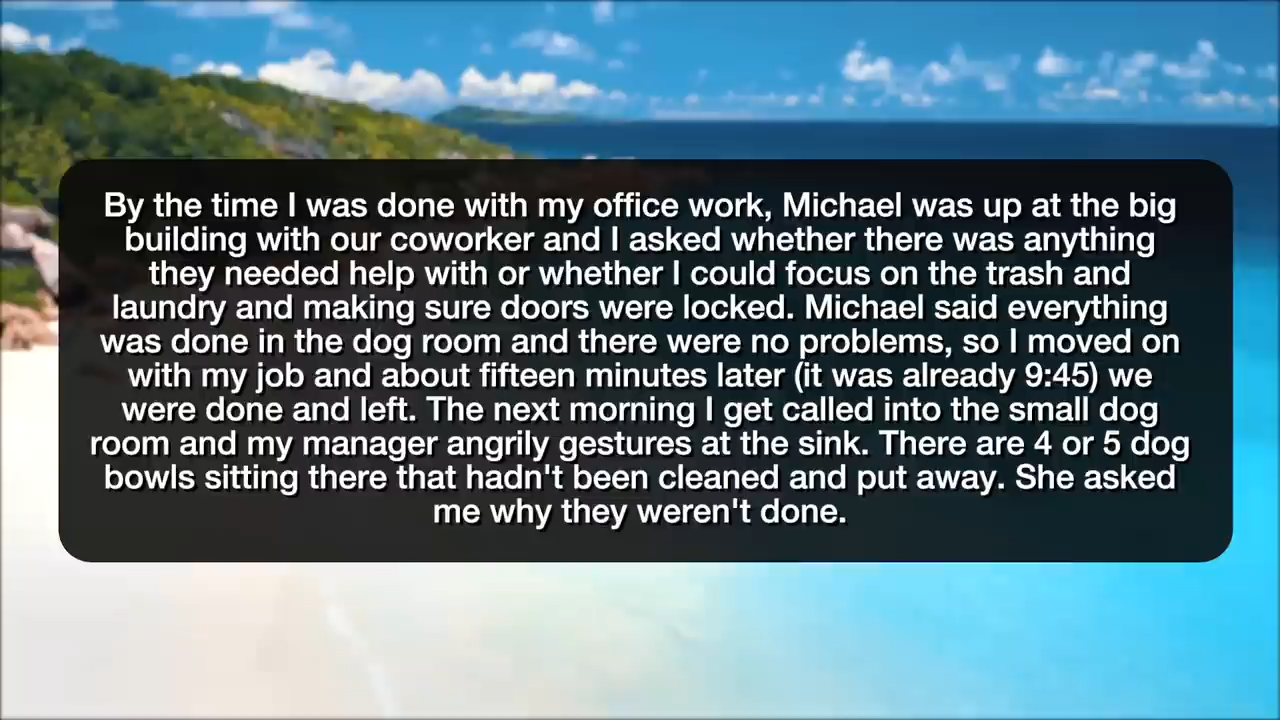 By the time I was done with my office work, Michael was up at the big
building with our coworker and I asked whether there was anything
they needed help with or whether I could focus on the trash and
laundry and making sure doors were locked. Michael said everything
was done in the dog room and there were no problems, so I moved on
with my job and about fifteen minutes later (it was already 9:45) we
were done and left. The next morning I get called into the small dog
room and my manager angrily gestures at the sink. There are 4 or 5 dog
bowls sitting there that hadn't been cleaned and put away. She asked
me why they weren't done.